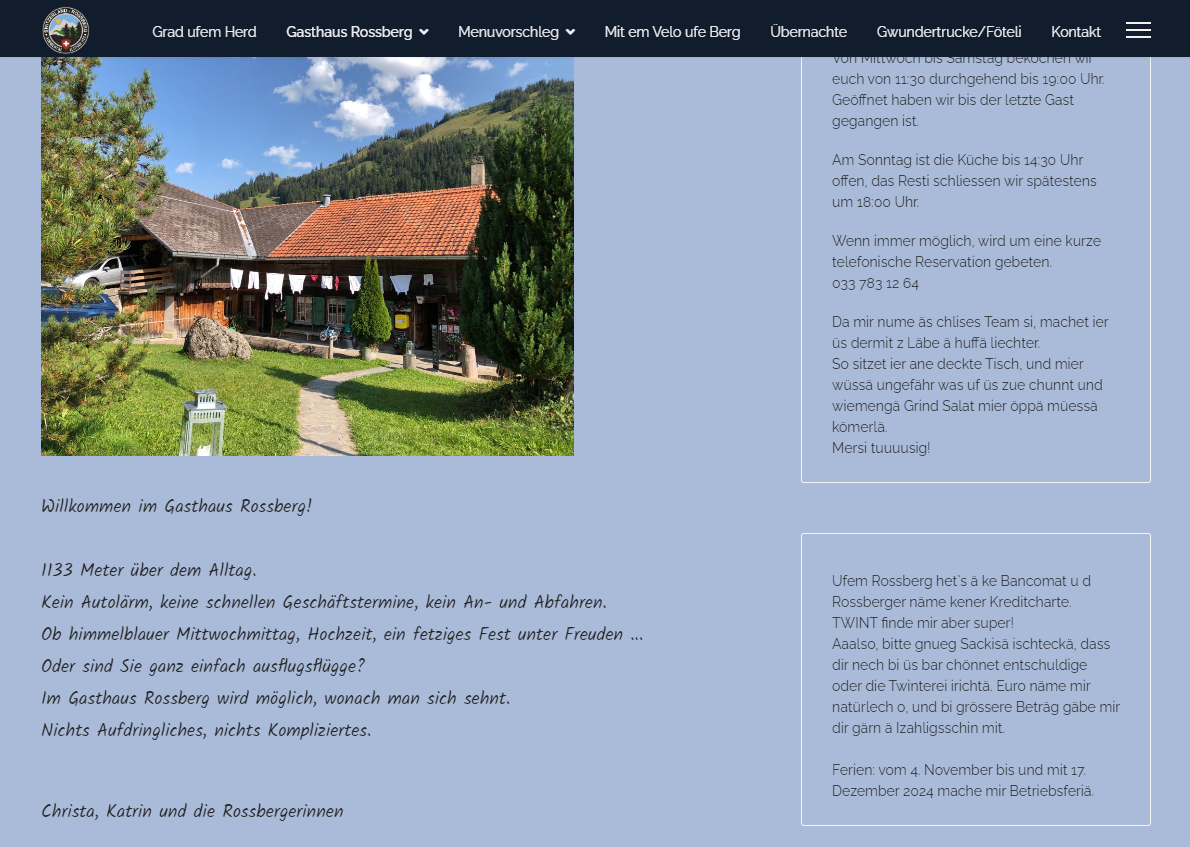 Grad ufem Herd
Gasthaus Rossberg
Menuvorschleg
Mit em Velo ufe Berg
Übernachte
Gwundertrucke/Föteli
Kontakt
Willkommen im Gasthaus Rossberg!
1133 Meter über dem Alltag.
Kein Autolärm, keine schnellen Geschäftstermine, kein An- und Abfahren.
Ob himmelblauer Mittwochmittag, Hochzeit, ein fetziges Fest unter Freuden ...
Oder sind Sie ganz einfach ausflugsflügge?
Im Gasthaus Rossberg wird möglich, wonach man sich sehnt.
Nichts Aufdringliches, nichts Kompliziertes.
Christa, Katrin und die Rossbergerinnen
Von Mittwoch bis Samstag bekochen wir
euch von 11:30 durchgehend bis 19:00 Uhr.
Geöffnet haben wir bis der letzte Gast
gegangen ist.
Am Sonntag ist die Küche bis 14:30 Uhr
offen, das Resti schliessen wir spätestens
um 18:00 Uhr.
Wenn immer möglich, wird um eine kurze
telefonische Reservation gebeten.
033 783 12 64
Da mir nume äs chlises Team si, machet ier
üs dermit z Läbe ä huffä liechter.
So sitzet ier ane deckte Tisch, und mier
wüssä ungefähr was uf üs zue chunnt und
wiemengä Grind Salat mier öppä müessä
kömerlä.
Mersi tuuuusig!
Ufem Rossberg het`s ä ke Bancomat u d
Rossberger näme kener Kreditcharte.
TWINT finde mir aber super!
Aaalso, bitte gnueg Sackisä ischteckä, dass
dir nech bi üs bar chönnet entschuldige
oder die Twinterei irichtä. Euro näme mir
natürlech o, und bi grössere Beträg gäbe mir
dir gärn ä Izahligsschin mit.
Ferien: vom 4. November bis und mit 17.
Dezember 2024 mache mir Betriebsferiä.